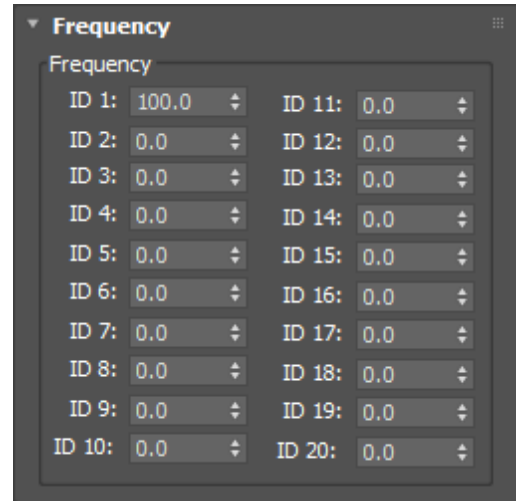 Frequency
Frequency
ID 1: 100.0 ID 11: 0.0
ID 2: 0.0 ID 12: 0.0
ID 3: 0.0 ID 13: 0.0
ID 4: 0.0 ID 14: 0.0
ID 5: 0.0 ID 15: 0.0
ID 6: 0.0 ID 16: 0.0
ID 7: 0.0 ID 17: 0.0
ID 8: 0.0 ID 18: 0.0
ID 9: 0.0 ID 19: 0.0
ID 10: 0.0 ID 20: 0.0